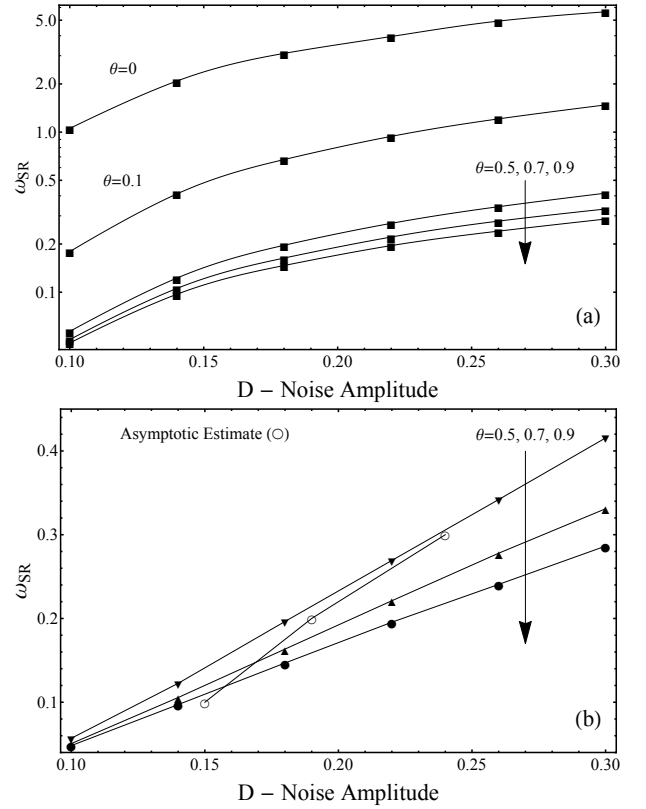 5.0
θ=0
2.0
1.0
θ=0.1
θ=0.5, 0.7, 0.9
0.5
ωSR
0.2
0.1
(a)
0.10 0.15 0.20 0.25 0.30
D – Noise Amplitude
Asymptotic Estimate (○) θ=0.5, 0.7, 0.9
0.4
0.3
ωSR
0.2
0.1
(b)
0.10 0.15 0.20 0.25 0.30
D – Noise Amplitude